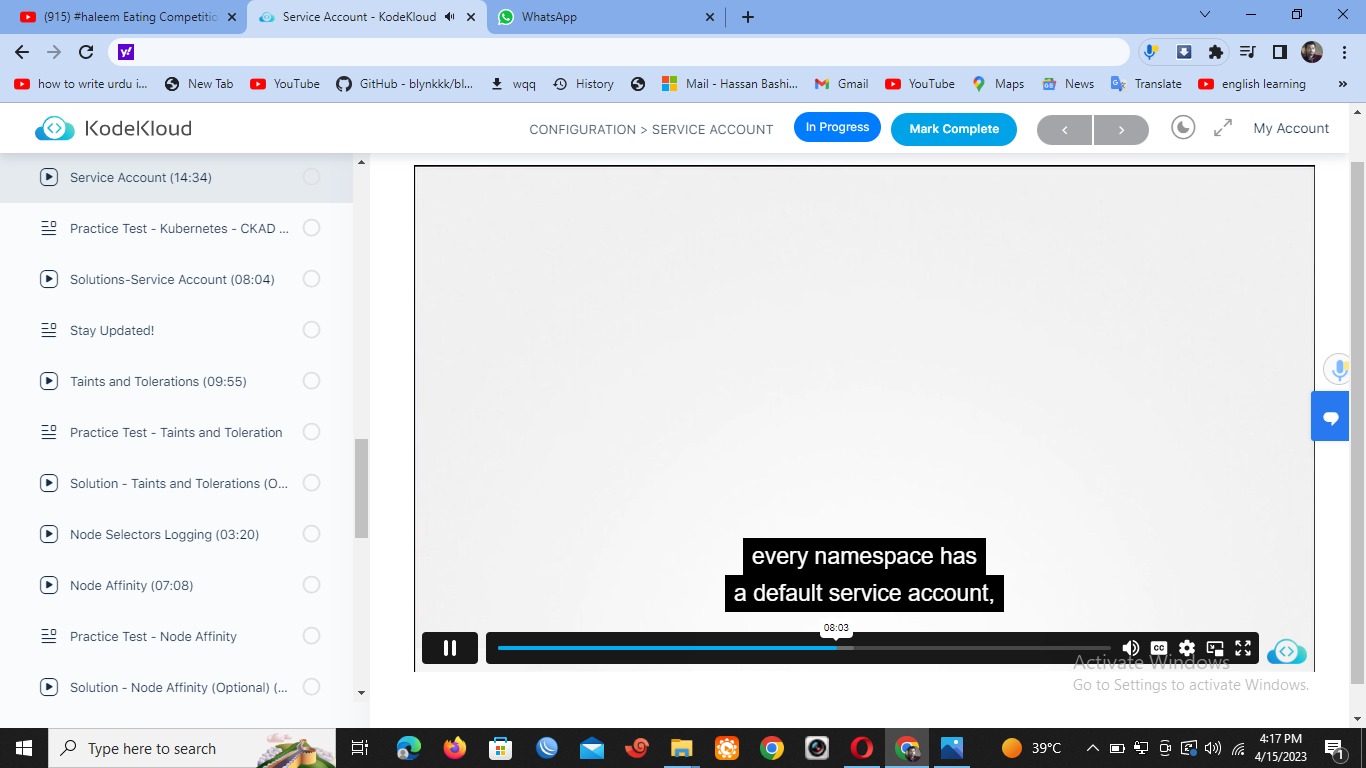 (915) #haleem Eating Competitio
Service Account - KodeKloud
WhatsApp
y!
how to write urdu i...
New Tab
YouTube
GitHub - blynkkk/bl...
wqq
History
Mail - Hassan Bashi...
Gmail
YouTube
Maps
News
Translate
english learning
»
KodeKloud
CONFIGURATION > SERVICE ACCOUNT
In Progress
Mark Complete
<
>
My Account
Service Account (14:34)
Practice Test - Kubernetes - CKAD ...
Solutions-Service Account (08:04)
Stay Updated!
Taints and Tolerations (09:55)
Practice Test - Taints and Toleration
Solution - Taints and Tolerations (O...
Node Selectors Logging (03:20)
Node Affinity (07:08)
Practice Test - Node Affinity
Solution - Node Affinity (Optional) (...
every namespace has
a default service account,
08:03
CC
Activate Windows
Go to Settings to activate Windows.
Type here to search
39°C
4:17 PM
4/15/2023
1